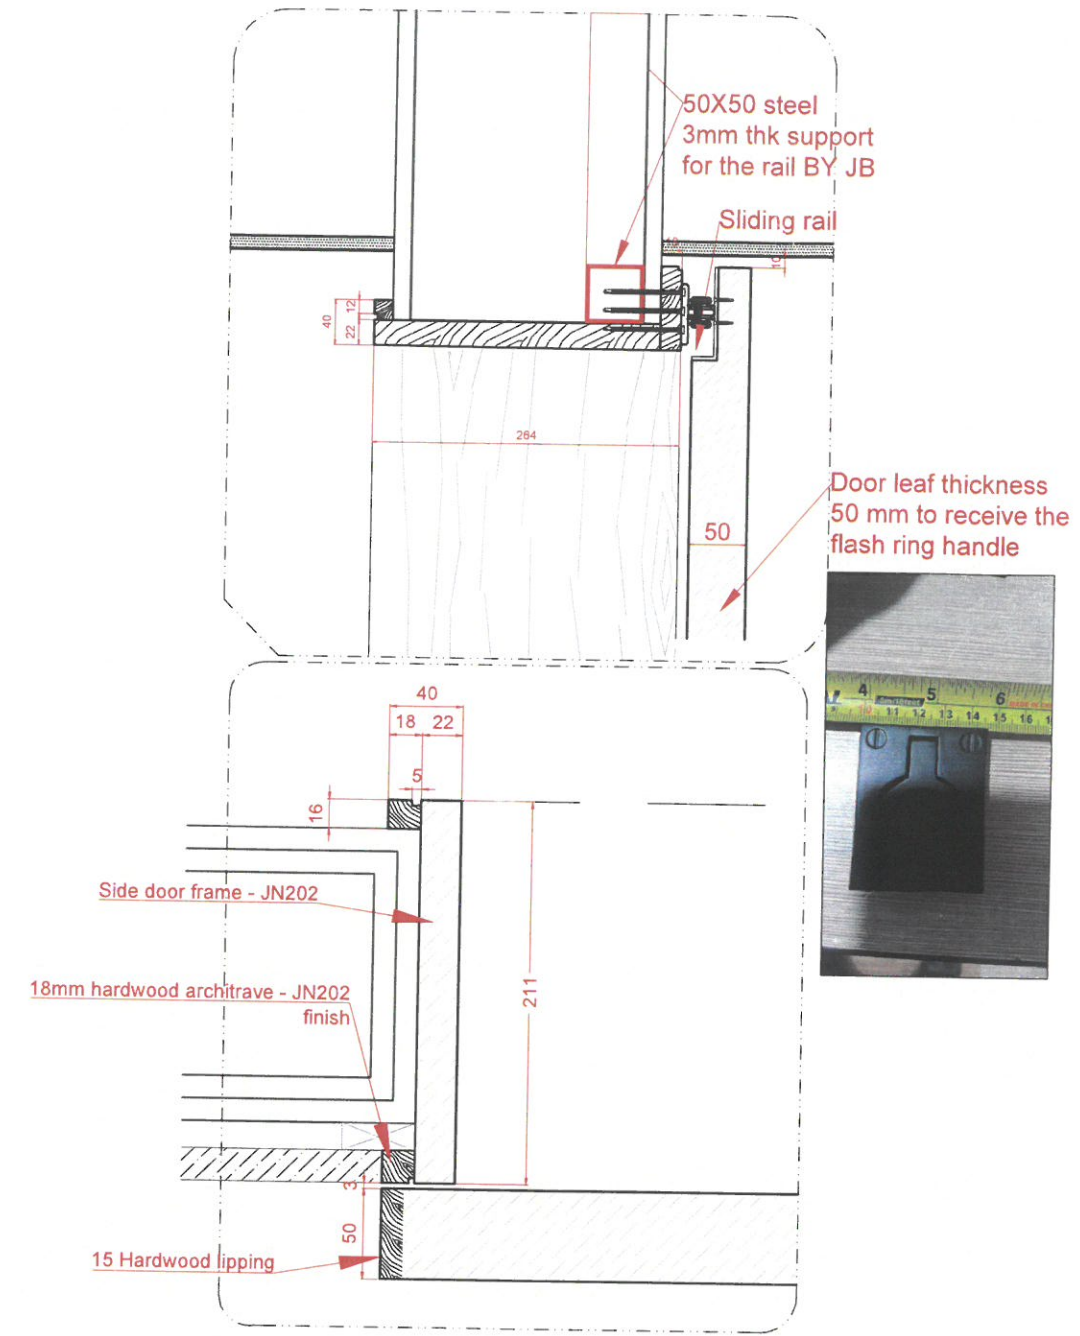 50X50 steel
3mm thk support
for the rail BY JB
Sliding rail
10
12
40
22
264
Door leaf thickness
50 mm to receive the
flash ring handle
50
4 5 6
11 12 13 14 15 16
40
18 22
5
16
Side door frame - JN202
211
18mm hardwood architrave - JN202
finish
3
50
15 Hardwood lipping